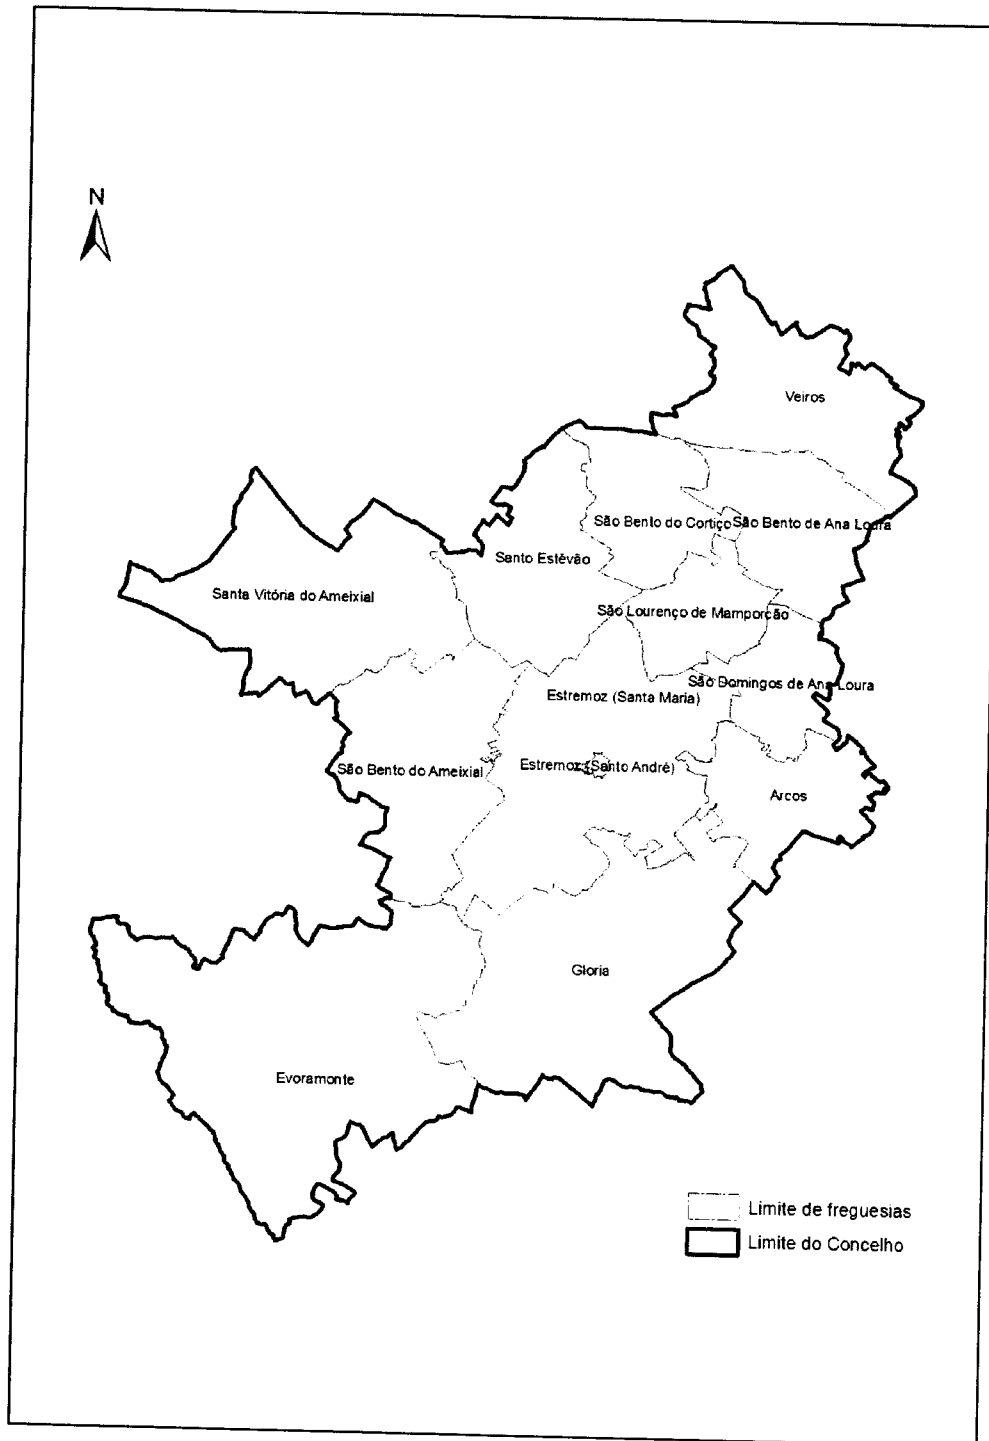 N
Veiros
São Bento do Cortiço
São Bento de Ana Loura
Santo Estêvão
Santa Vitória do Ameixial
São Lourenço de Mamporcão
São Domingos de Ana Loura
Estremoz (Santa Maria)
Estremoz (Santo André)
São Bento do Ameixial
Arcos
Gloria
Evoramonte
Limite de freguesias
Limite do Concelho